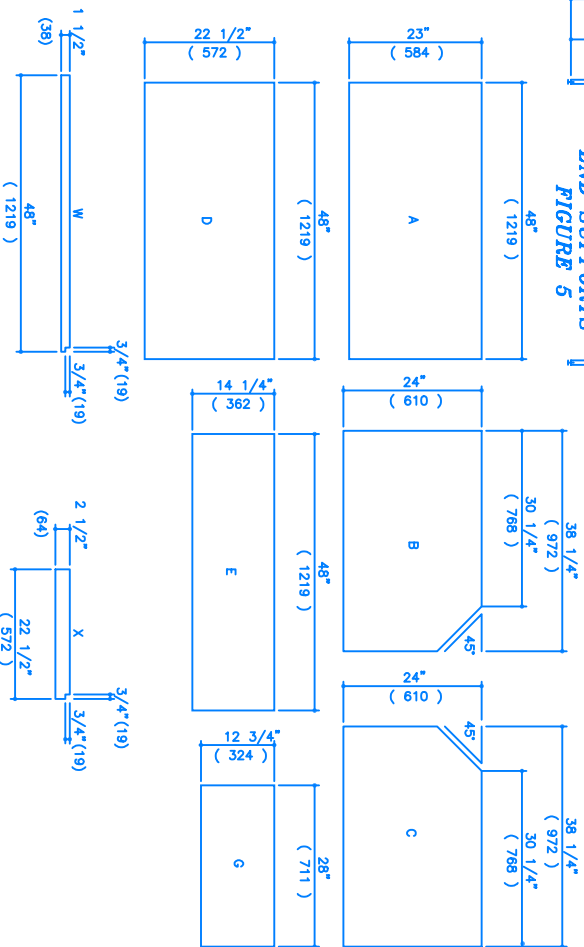 FIGURE 5
23"
( 584 )
48"
( 1219 )
A
24"
( 610 )
38 1/4"
( 972 )
30 1/4"
( 768 )
45°
B
24"
( 610 )
38 1/4"
( 972 )
30 1/4"
( 768 )
45°
C
22 1/2"
( 572 )
48"
( 1219 )
D
14 1/4"
( 362 )
48"
( 1219 )
E
12 3/4"
( 324 )
28"
( 711 )
G
1 1/2"
(38)
W
48"
( 1219 )
3/4"(19)
3/4"(19)
2 1/2"
(64)
X
22 1/2"
( 572 )
3/4"(19)
3/4"(19)